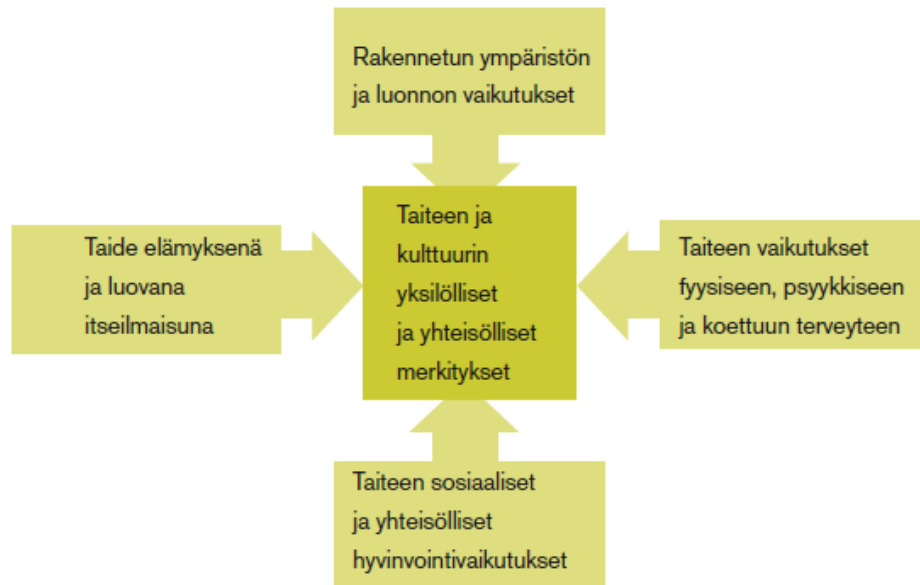 Rakennetun ympäristön
ja luonnon vaikutukset
Taide elämyksenä
ja luovana
itseilmaisuna
Taiteen ja
kulttuurin
yksilölliset
ja yhteisölliset
merkitykset
Taiteen vaikutukset
fyysiseen, psyykkiseen
ja koettuun terveyteen
Taiteen sosiaaliset
ja yhteisölliset
hyvinvointivaikutukset